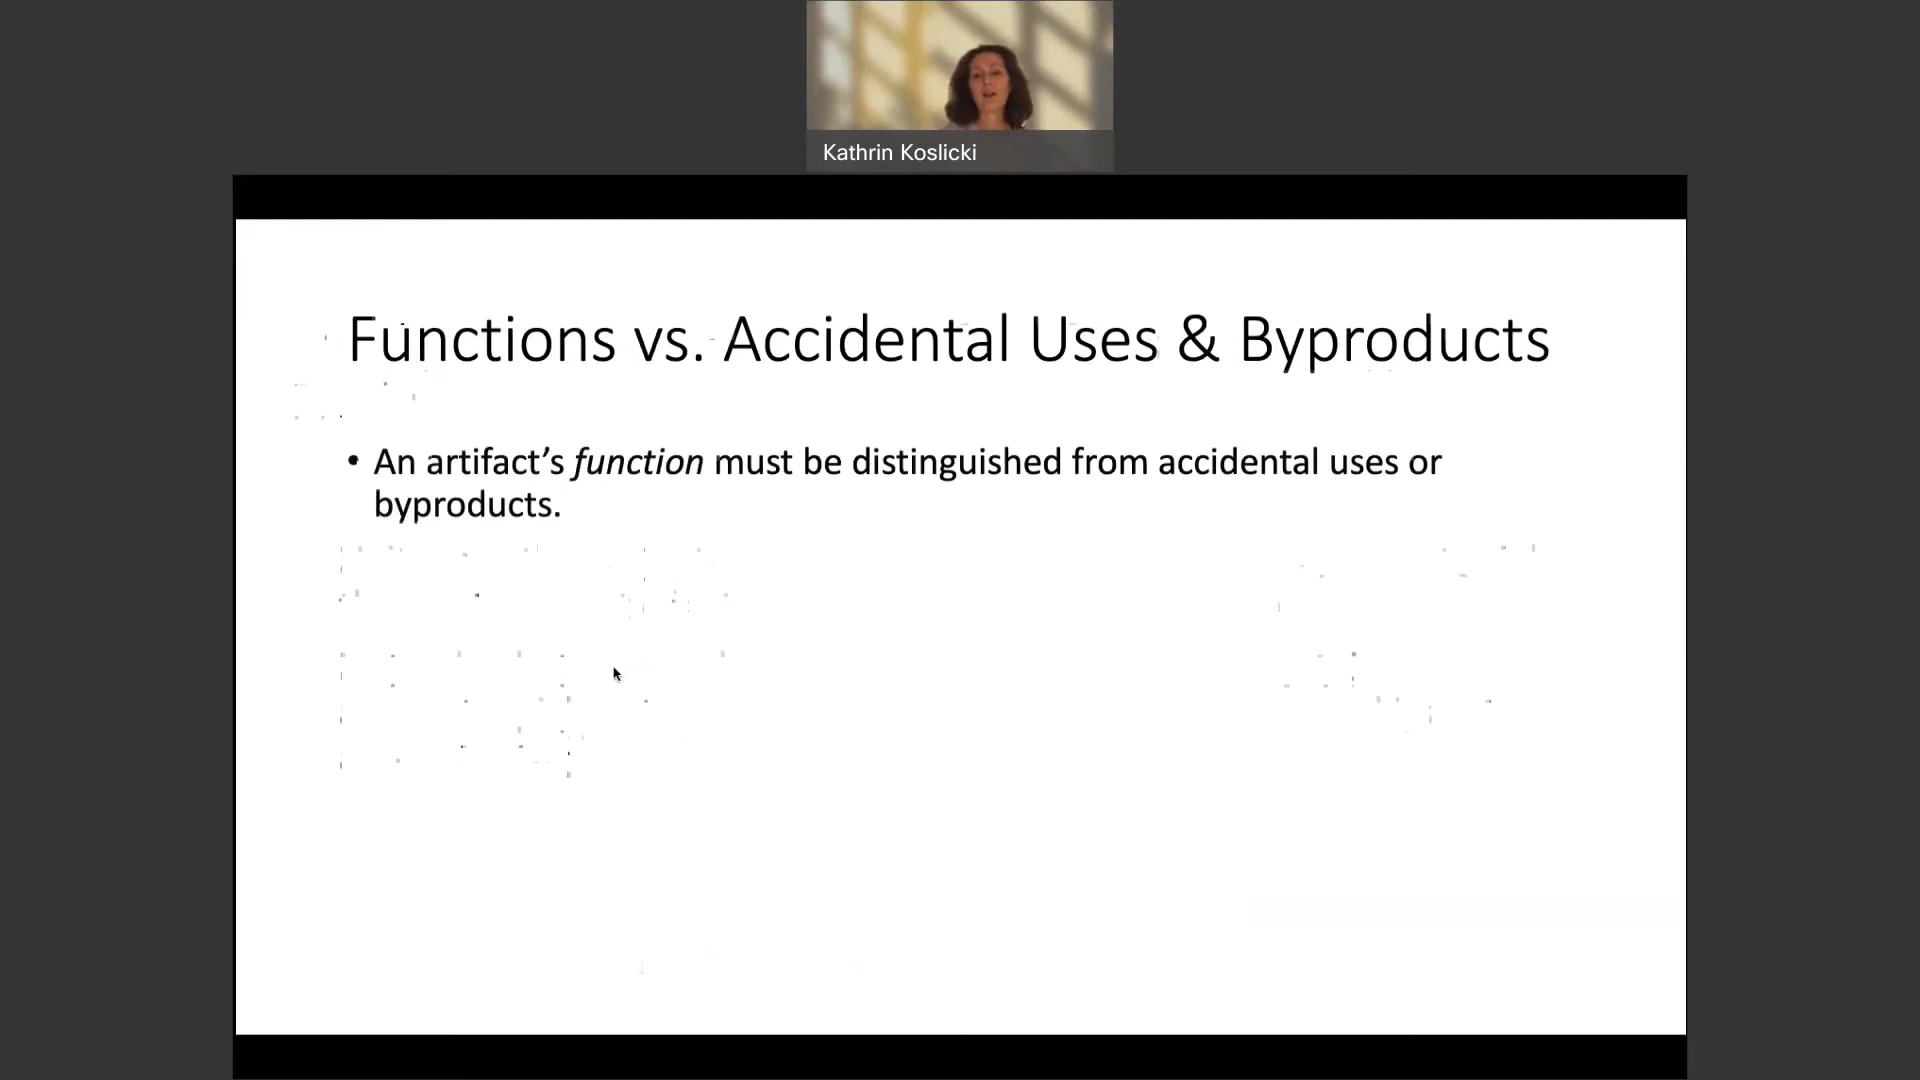 Kathrin Koslicki
Functions vs. Accidental Uses & Byproducts
• An artifact’s function must be distinguished from accidental uses or
byproducts.